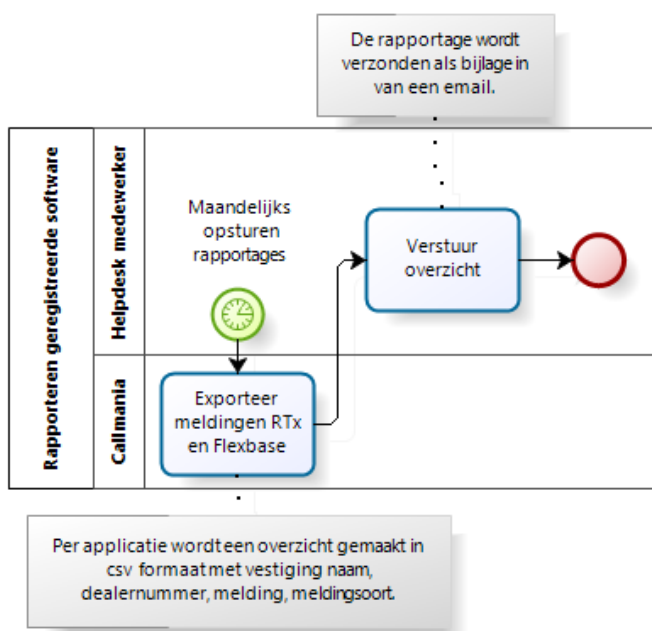 De rapportage wordt
verzonden als bijlage in
van een email.
Rapporteren geregistreerde software
Helpdesk medewerker
Maandelijks
opsturen
rapportages
Verstuur
overzicht
Callmania
Exporteer
meldingen RTx
en Flexbase
Per applicatie wordt een overzicht gemaakt in
csv formaat met vestiging naam,
dealernummer, melding, meldingsoort.